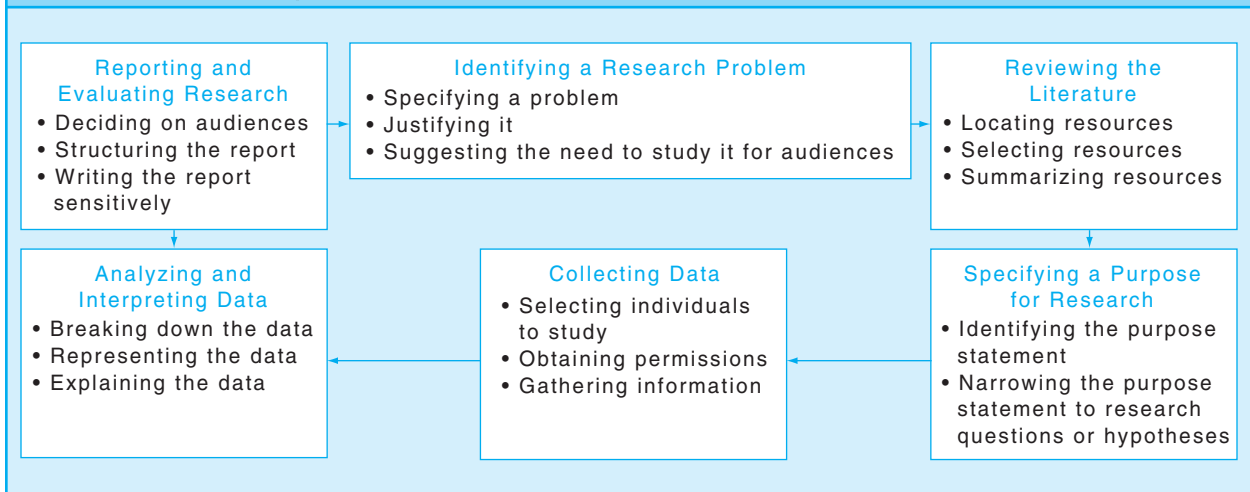 Reporting and
Evaluating Research
• Deciding on audiences
• Structuring the report
• Writing the report
sensitively
Identifying a Research Problem
• Specifying a problem
• Justifying it
• Suggesting the need to study it for audiences
Reviewing the
Literature
• Locating resources
• Selecting resources
• Summarizing resources
Analyzing and
Interpreting Data
• Breaking down the data
• Representing the data
• Explaining the data
Collecting Data
• Selecting individuals
to study
• Obtaining permissions
• Gathering information
Specifying a Purpose
for Research
• Identifying the purpose
statement
• Narrowing the purpose
statement to research
questions or hypotheses